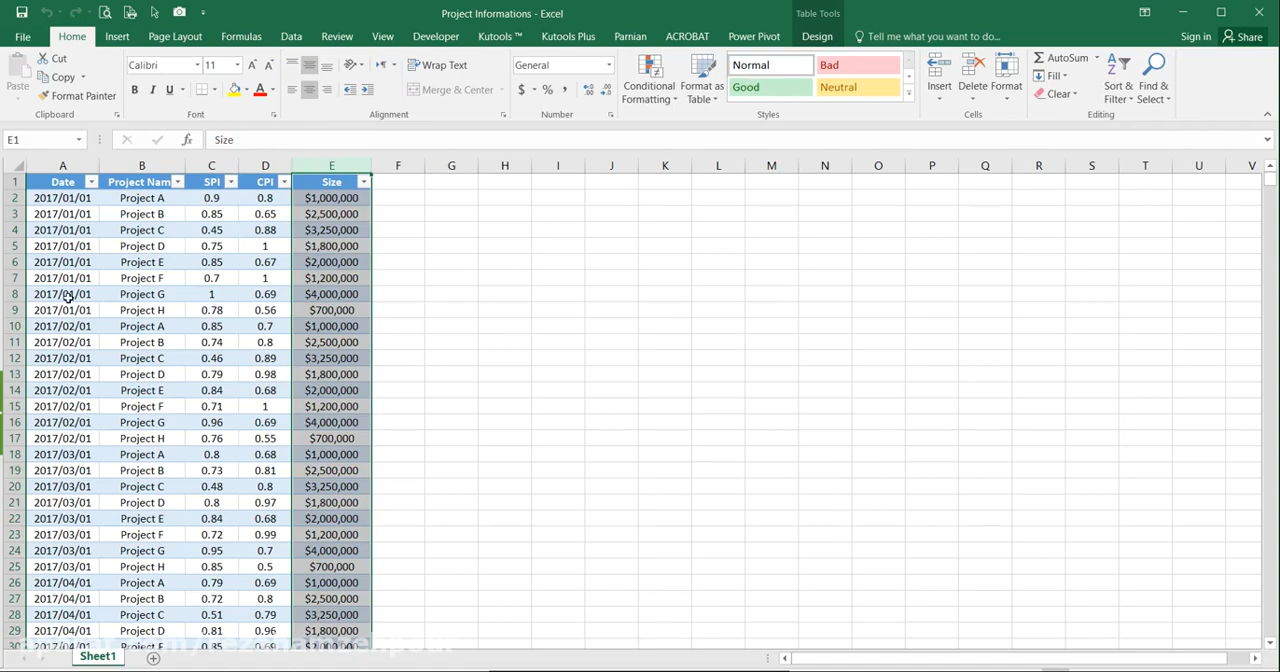 Project Informations - Excel
Table Tools
File Home Insert Page Layout Formulas Data Review View Developer Kutools ™ Kutools Plus Parnian ACROBAT Power Pivot Design Tell me what you want to do... Sign in Share
Paste Cut Copy Format Painter Clipboard
Calibri 11 B I U A Font
Wrap Text Merge & Center Alignment
General $ % , Number
Conditional Formatting Format as Table Normal Bad Good Neutral Styles
Insert Delete Format Cells
AutoSum Fill Clear Sort & Filter Find & Select Editing
E1 fx Size
A B C D E F G H I J K L M N O P Q R S T U V
1 Date Project Nam SPI CPI Size
2 2017/01/01 Project A 0.9 0.8 $1,000,000
3 2017/01/01 Project B 0.85 0.65 $2,500,000
4 2017/01/01 Project C 0.45 0.88 $3,250,000
5 2017/01/01 Project D 0.75 1 $1,800,000
6 2017/01/01 Project E 0.85 0.67 $2,000,000
7 2017/01/01 Project F 0.7 1 $1,200,000
8 2017/01/01 Project G 1 0.69 $4,000,000
9 2017/01/01 Project H 0.78 0.56 $700,000
10 2017/02/01 Project A 0.85 0.7 $1,000,000
11 2017/02/01 Project B 0.74 0.8 $2,500,000
12 2017/02/01 Project C 0.46 0.89 $3,250,000
13 2017/02/01 Project D 0.79 0.98 $1,800,000
14 2017/02/01 Project E 0.84 0.68 $2,000,000
15 2017/02/01 Project F 0.71 1 $1,200,000
16 2017/02/01 Project G 0.96 0.69 $4,000,000
17 2017/02/01 Project H 0.76 0.55 $700,000
18 2017/03/01 Project A 0.8 0.68 $1,000,000
19 2017/03/01 Project B 0.73 0.81 $2,500,000
20 2017/03/01 Project C 0.48 0.8 $3,250,000
21 2017/03/01 Project D 0.8 0.97 $1,800,000
22 2017/03/01 Project E 0.84 0.68 $2,000,000
23 2017/03/01 Project F 0.72 0.99 $1,200,000
24 2017/03/01 Project G 0.95 0.7 $4,000,000
25 2017/03/01 Project H 0.85 0.5 $700,000
26 2017/04/01 Project A 0.79 0.69 $1,000,000
27 2017/04/01 Project B 0.72 0.8 $2,500,000
28 2017/04/01 Project C 0.51 0.79 $3,250,000
29 2017/04/01 Project D 0.81 0.96 $1,800,000
Sheet1